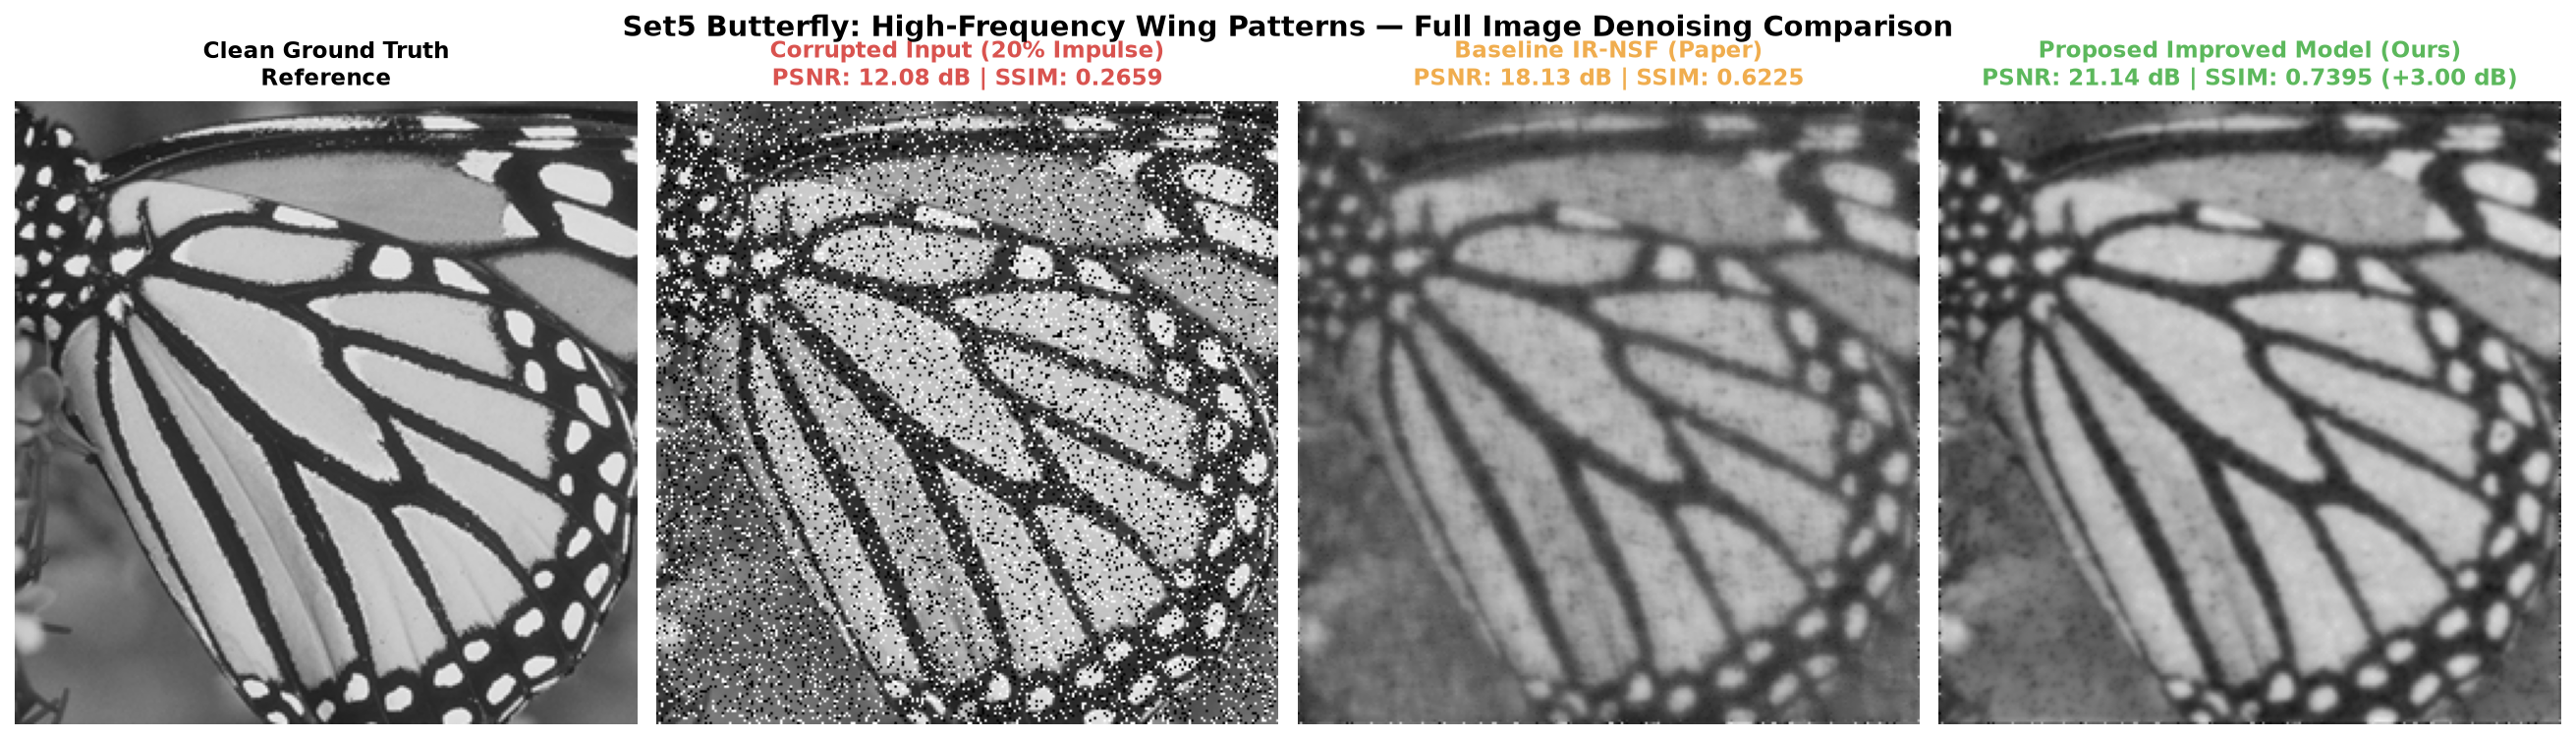 Set5 Butterfly: High-Frequency Wing Patterns — Full Image Denoising Comparison
Clean Ground Truth
Reference
Corrupted Input (20% Impulse)
PSNR: 12.08 dB | SSIM: 0.2659
Baseline IR-NSF (Paper)
PSNR: 18.13 dB | SSIM: 0.6225
Proposed Improved Model (Ours)
PSNR: 21.14 dB | SSIM: 0.7395 (+3.00 dB)